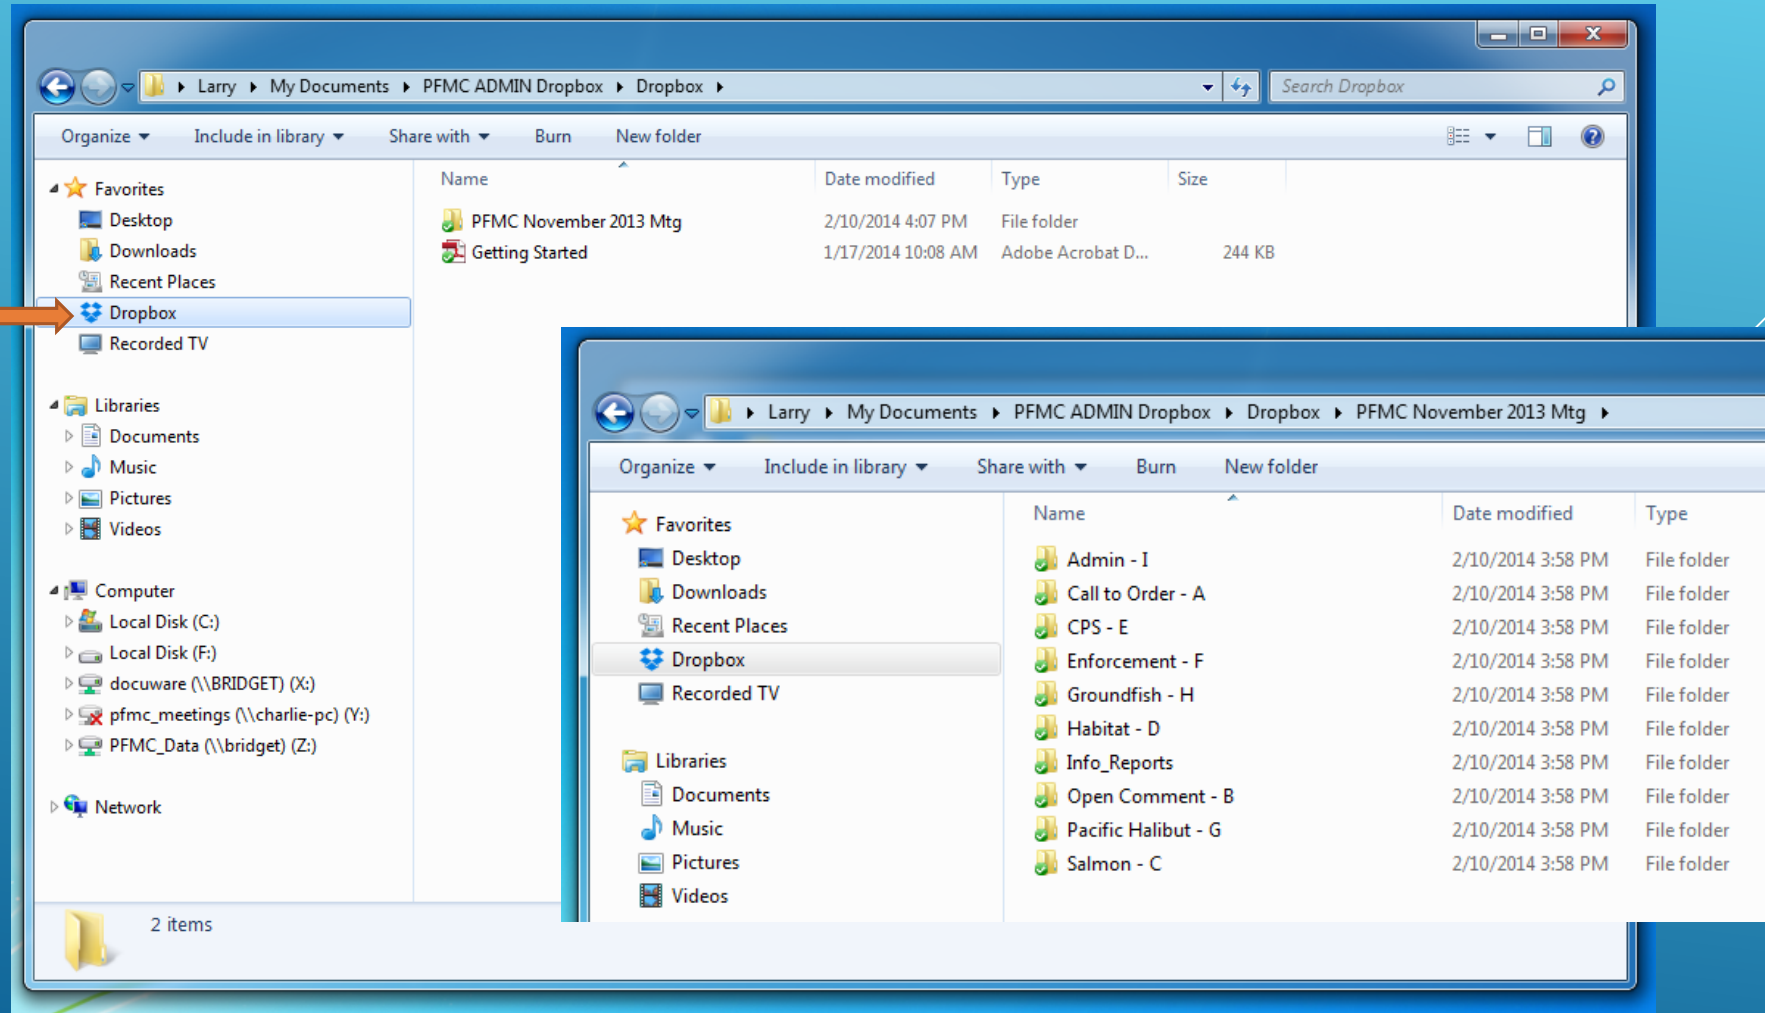 Larry My Documents PFMC ADMIN Dropbox Dropbox
Search Dropbox
Organize Include in library Share with Burn New folder
Name Date modified Type Size
PFMC November 2013 Mtg 2/10/2014 4:07 PM File folder
Getting Started 1/17/2014 10:08 AM Adobe Acrobat D... 244 KB
Favorites
Desktop
Downloads
Recent Places
Dropbox
Recorded TV
Libraries
Documents
Music
Pictures
Videos
Computer
Local Disk (C:)
Local Disk (F:)
docuware (\\BRIDGET) (X:)
pfmc_meetings (\\charlie-pc) (Y:)
PFMC_Data (\\bridget) (Z:)
Network
2 items
Larry My Documents PFMC ADMIN Dropbox Dropbox PFMC November 2013 Mtg
Organize Include in library Share with Burn New folder
Favorites
Desktop
Downloads
Recent Places
Dropbox
Recorded TV
Libraries
Documents
Music
Pictures
Videos
Name Date modified Type
Admin - I 2/10/2014 3:58 PM File folder
Call to Order - A 2/10/2014 3:58 PM File folder
CPS - E 2/10/2014 3:58 PM File folder
Enforcement - F 2/10/2014 3:58 PM File folder
Groundfish - H 2/10/2014 3:58 PM File folder
Habitat - D 2/10/2014 3:58 PM File folder
Info_Reports 2/10/2014 3:58 PM File folder
Open Comment - B 2/10/2014 3:58 PM File folder
Pacific Halibut - G 2/10/2014 3:58 PM File folder
Salmon - C 2/10/2014 3:58 PM File folder